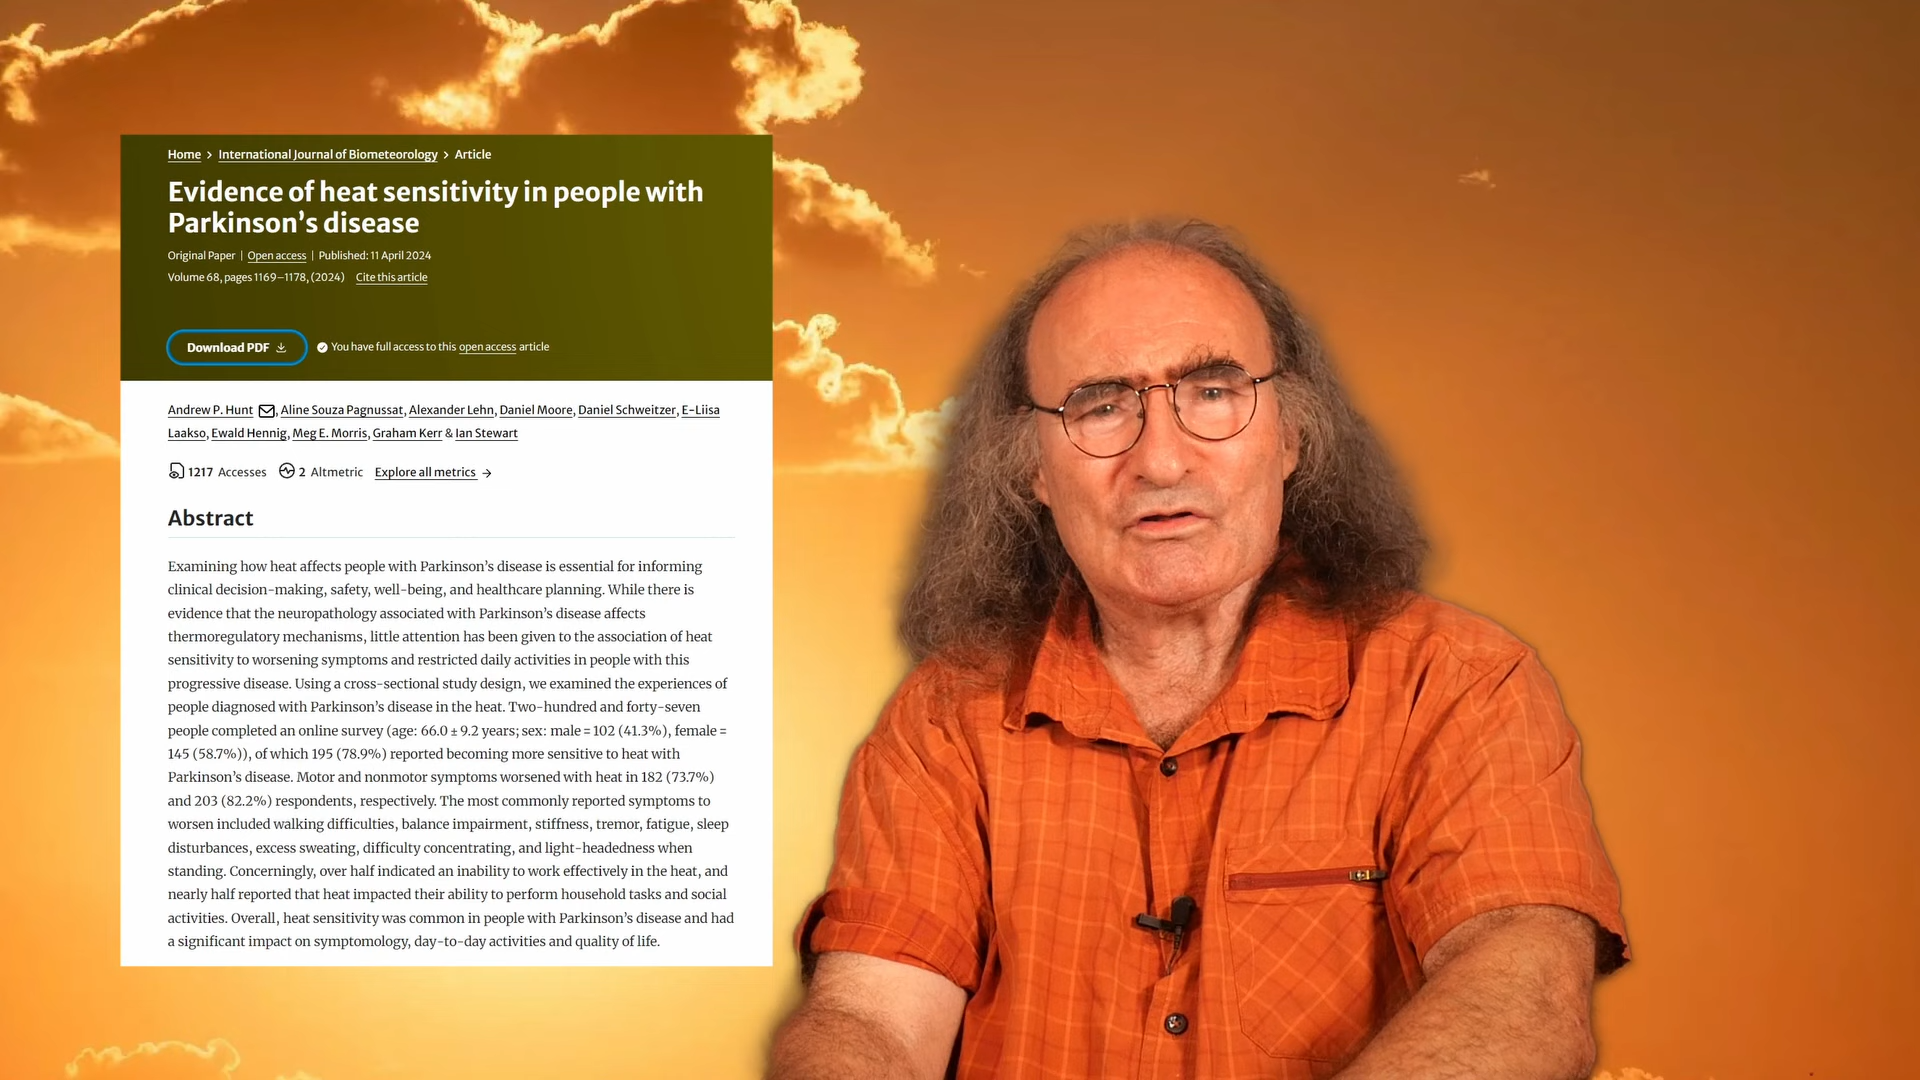 Home > International Journal of Biometeorology > Article
Evidence of heat sensitivity in people with
Parkinson’s disease
Original Paper | Open access | Published: 11 April 2024
Volume 68, pages 1169–1178, (2024) Cite this article
Download PDF You have full access to this open access article
Andrew P. Hunt, Aline Souza Pagnussat, Alexander Lehn, Daniel Moore, Daniel Schweitzer, E-Liisa
Laakso, Ewald Hennig, Meg E. Morris, Graham Kerr & Ian Stewart
1217 Accesses 2 Altmetric Explore all metrics →
Abstract
Examining how heat affects people with Parkinson’s disease is essential for informing
clinical decision-making, safety, well-being, and healthcare planning. While there is
evidence that the neuropathology associated with Parkinson’s disease affects
thermoregulatory mechanisms, little attention has been given to the association of heat
sensitivity to worsening symptoms and restricted daily activities in people with this
progressive disease. Using a cross-sectional study design, we examined the experiences of
people diagnosed with Parkinson’s disease in the heat. Two-hundred and forty-seven
people completed an online survey (age: 66.0 ± 9.2 years; sex: male = 102 (41.3%), female =
145 (58.7%)), of which 195 (78.9%) reported becoming more sensitive to heat with
Parkinson’s disease. Motor and nonmotor symptoms worsened with heat in 182 (73.7%)
and 203 (82.2%) respondents, respectively. The most commonly reported symptoms to
worsen included walking difficulties, balance impairment, stiffness, tremor, fatigue, sleep
disturbances, excess sweating, difficulty concentrating, and light-headedness when
standing. Concerningly, over half indicated an inability to work effectively in the heat, and
nearly half reported that heat impacted their ability to perform household tasks and social
activities. Overall, heat sensitivity was common in people with Parkinson’s disease and had
a significant impact on symptomology, day-to-day activities and quality of life.